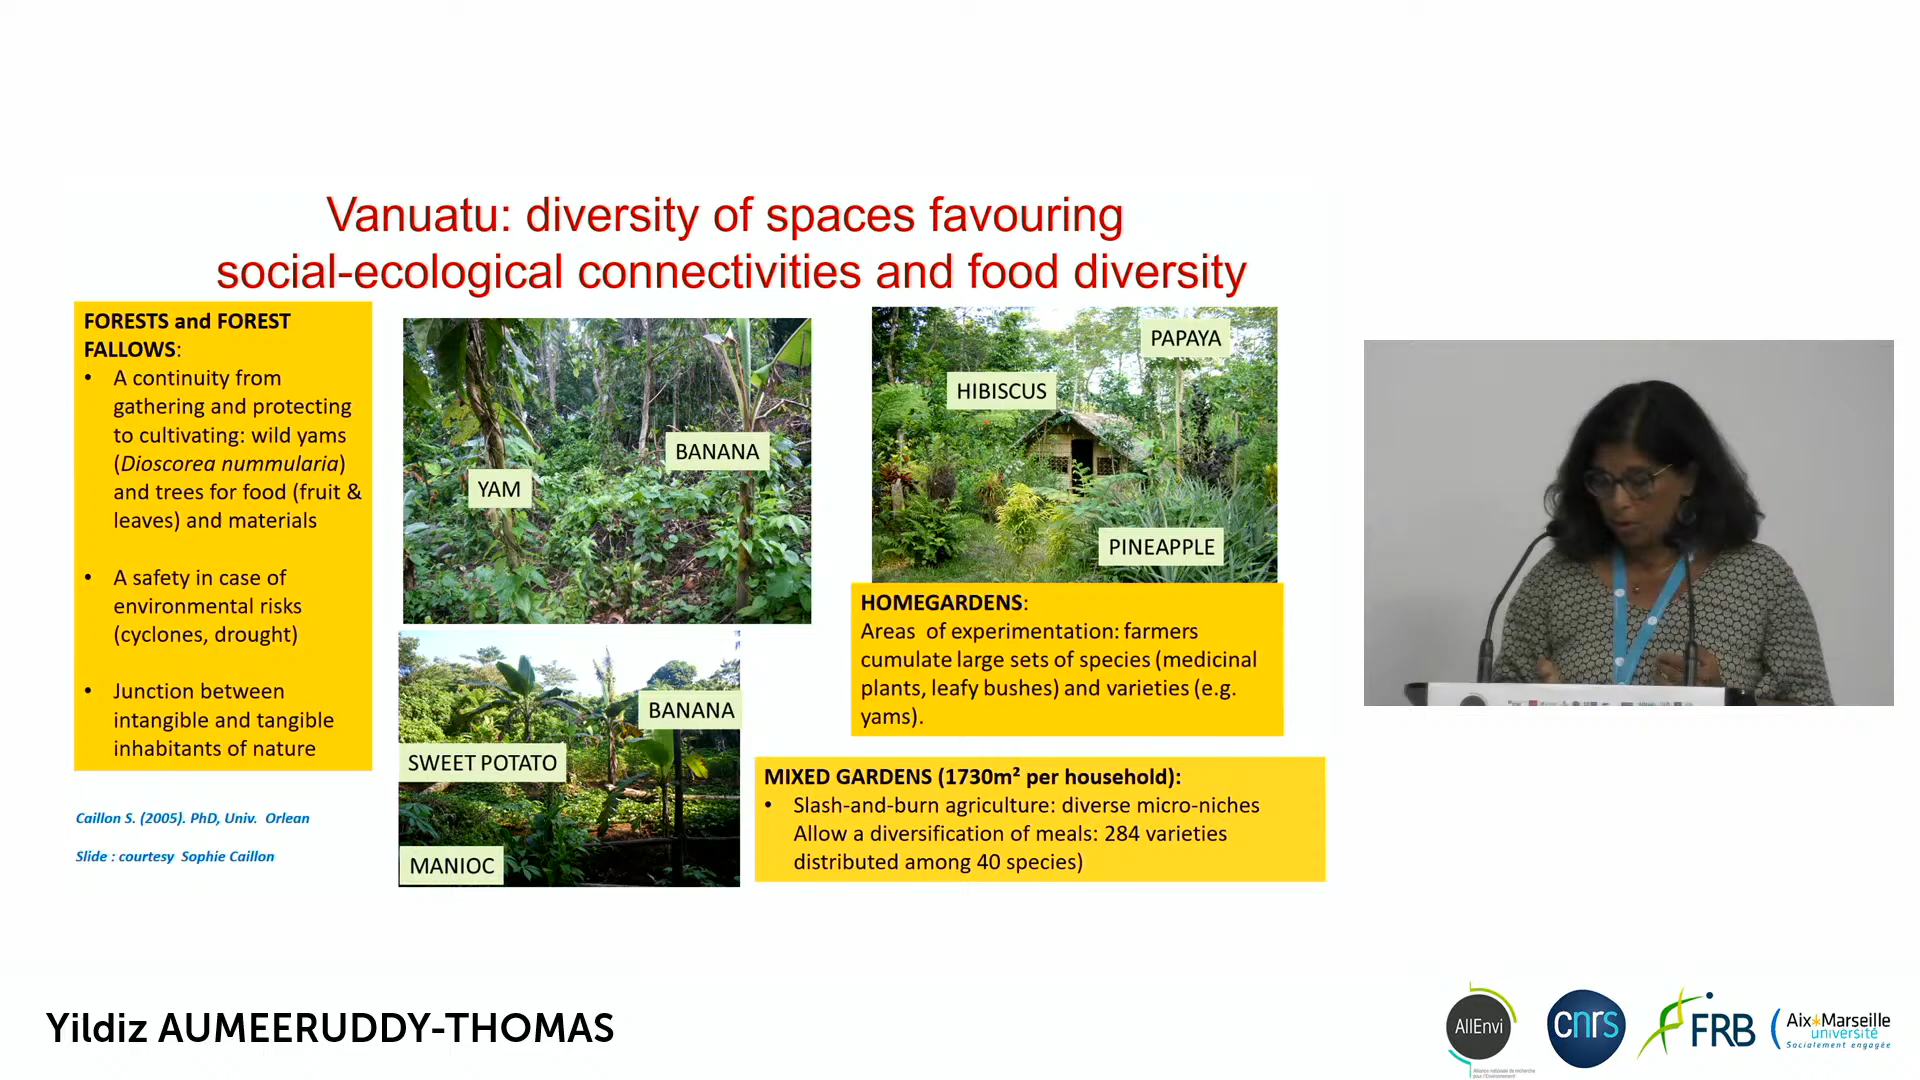 Vanuatu: diversity of spaces favouring
social-ecological connectivities and food diversity
FORESTS and FOREST
FALLOWS:
• A continuity from
gathering and protecting
to cultivating: wild yams
(Dioscorea nummularia)
and trees for food (fruit &
leaves) and materials
• A safety in case of
environmental risks
(cyclones, drought)
• Junction between
intangible and tangible
inhabitants of nature
Caillon S. (2005). PhD, Univ. Orlean
Slide : courtesy Sophie Caillon
YAM
BANANA
SWEET POTATO
BANANA
MANIOC
PAPAYA
HIBISCUS
PINEAPPLE
HOMEGARDENS:
Areas of experimentation: farmers
cumulate large sets of species (medicinal
plants, leafy bushes) and varieties (e.g.
yams).
MIXED GARDENS (1730m² per household):
• Slash-and-burn agriculture: diverse micro-niches
Allow a diversification of meals: 284 varieties
distributed among 40 species)
Yildiz AUMEERUDDY-THOMAS
AllEnvi
Alliance nationale de recherche
pour l'Environnement
cnrs
FRB
Aix*Marseille
université
Socialement engagée